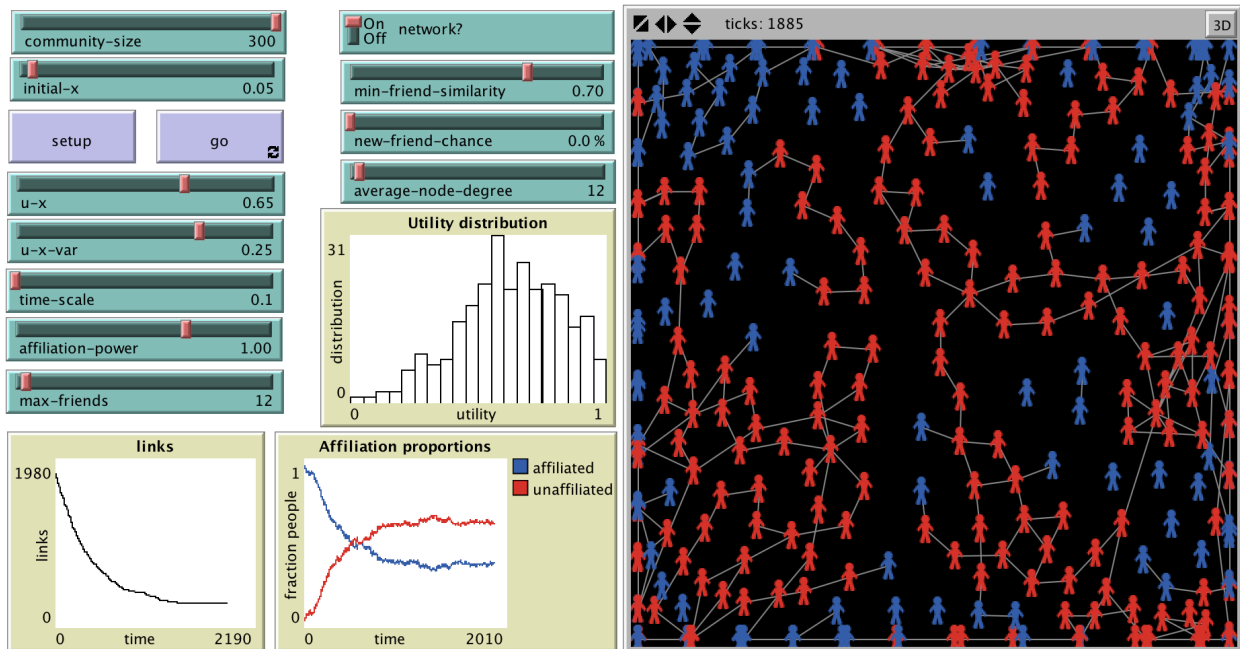 community-size 300
initial-x 0.05
setup
go
u-x 0.65
u-x-var 0.25
time-scale 0.1
affiliation-power 1.00
max-friends 12
On
Off
network?
min-friend-similarity 0.70
new-friend-chance 0.0 %
average-node-degree 12
Utility distribution
31
distribution
0
0 utility 1
links
1980
links
0
0 time 2190
Affiliation proportions
1
fraction people
0
0 time 2010
affiliated
unaffiliated
ticks: 1885
3D